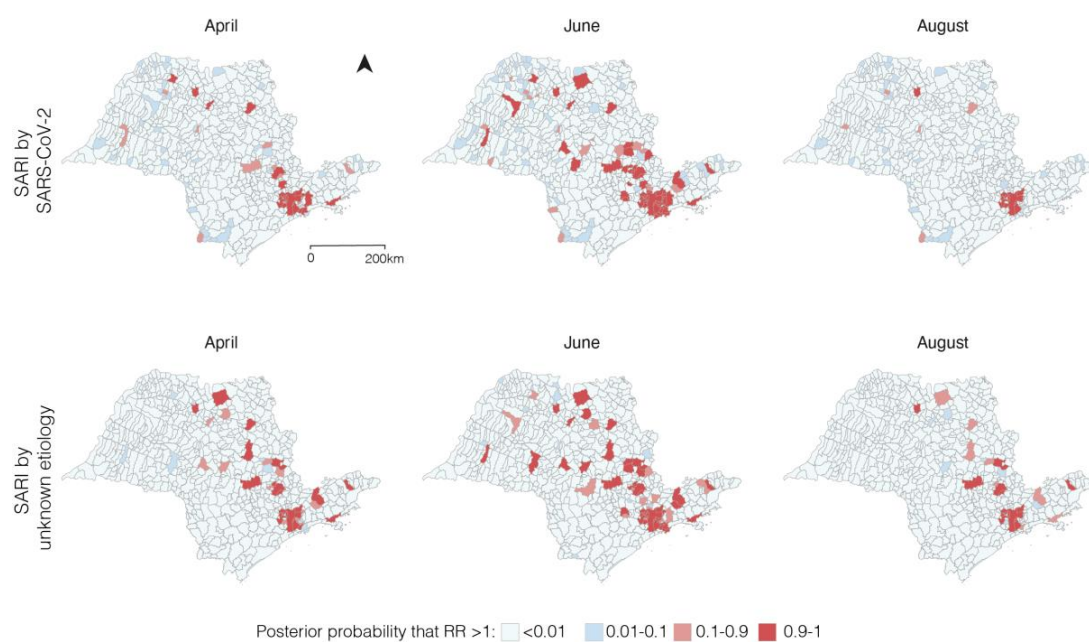 April
June
August
SARI by
SARS-CoV-2
0
200km
April
June
August
SARI by
unknown etiology
Posterior probability that RR >1: <0.01 0.01-0.1 0.1-0.9 0.9-1